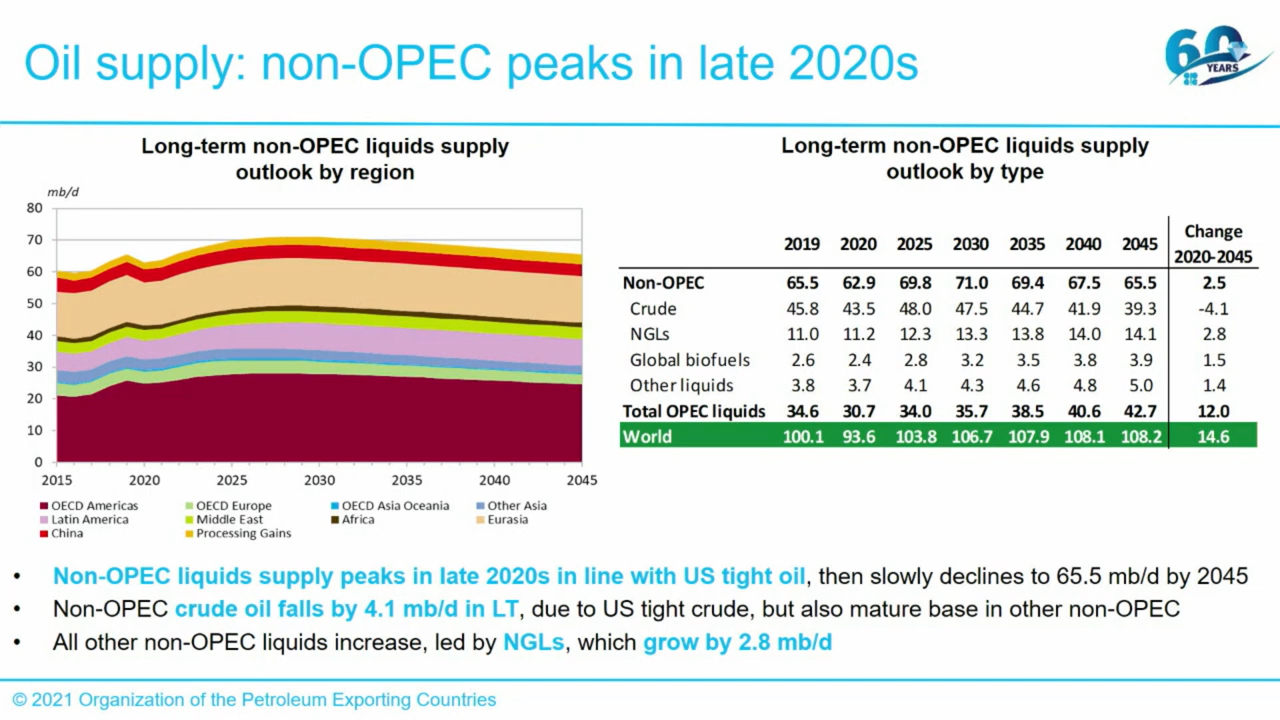 Oil supply: non-OPEC peaks in late 2020s
60
YEARS
Long-term non-OPEC liquids supply
outlook by region
mb/d
80
70
60
50
40
30
20
10
0
2015 2020 2025 2030 2035 2040 2045
OECD Americas OECD Europe OECD Asia Oceania Other Asia
Latin America Middle East Africa Eurasia
China Processing Gains
Long-term non-OPEC liquids supply
outlook by type
Change
2019 2020 2025 2030 2035 2040 2045
2020-2045
Non-OPEC 65.5 62.9 69.8 71.0 69.4 67.5 65.5 2.5
Crude 45.8 43.5 48.0 47.5 44.7 41.9 39.3 -4.1
NGLs 11.0 11.2 12.3 13.3 13.8 14.0 14.1 2.8
Global biofuels 2.6 2.4 2.8 3.2 3.5 3.8 3.9 1.5
Other liquids 3.8 3.7 4.1 4.3 4.6 4.8 5.0 1.4
Total OPEC liquids 34.6 30.7 34.0 35.7 38.5 40.6 42.7 12.0
World 100.1 93.6 103.8 106.7 107.9 108.1 108.2 14.6
• Non-OPEC liquids supply peaks in late 2020s in line with US tight oil, then slowly declines to 65.5 mb/d by 2045
• Non-OPEC crude oil falls by 4.1 mb/d in LT, due to US tight crude, but also mature base in other non-OPEC
• All other non-OPEC liquids increase, led by NGLs, which grow by 2.8 mb/d
© 2021 Organization of the Petroleum Exporting Countries